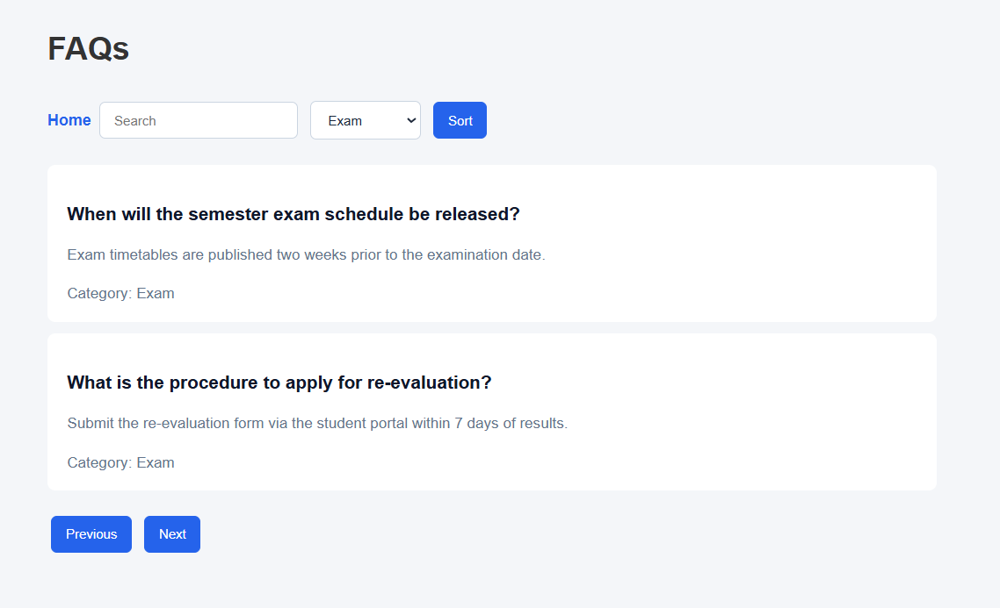 FAQs
Home Search Exam Sort
When will the semester exam schedule be released?
Exam timetables are published two weeks prior to the examination date.
Category: Exam
What is the procedure to apply for re-evaluation?
Submit the re-evaluation form via the student portal within 7 days of results.
Category: Exam
Previous Next